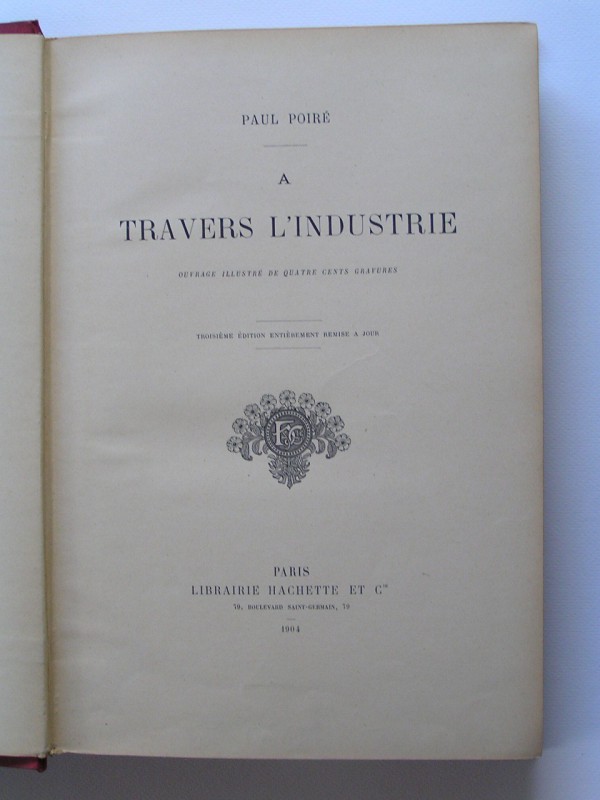 PAUL POIRÉ
A
TRAVERS L'INDUSTRIE
OUVRAGE ILLUSTRÉ DE QUATRE CENTS GRAVURES
TROISIÈME ÉDITION ENTIÈREMENT REMISE A JOUR
PARIS
LIBRAIRIE HACHETTE ET Cie
79, BOULEVARD SAINT-GERMAIN, 79
1904